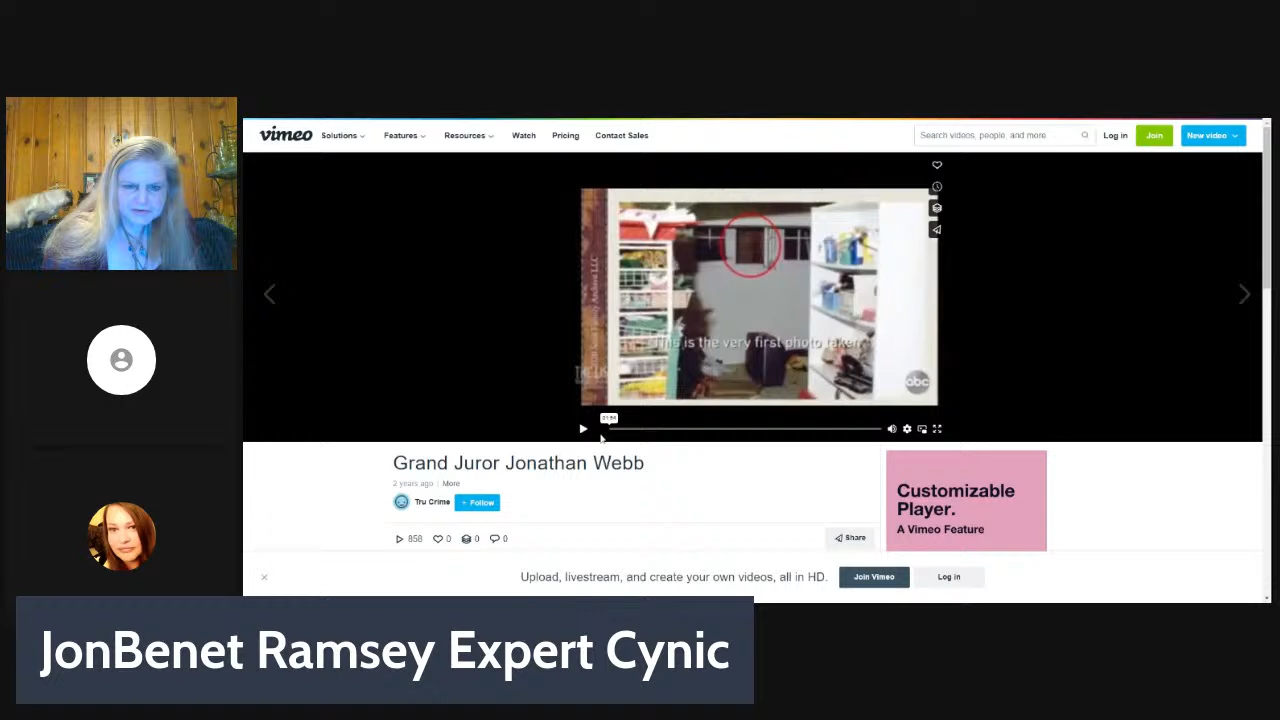 vimeo Solutions Features Resources Watch Pricing Contact Sales Search videos, people, and more Log in Join New video
This is the very first photo taken
abc
Grand Juror Jonathan Webb
2 years ago | More
Tru Crime + Follow
858 0 0 0 Share
Customizable
Player.
A Vimeo Feature
Upload, livestream, and create your own videos, all in HD. Join Vimeo Log in
JonBenet Ramsey Expert Cynic